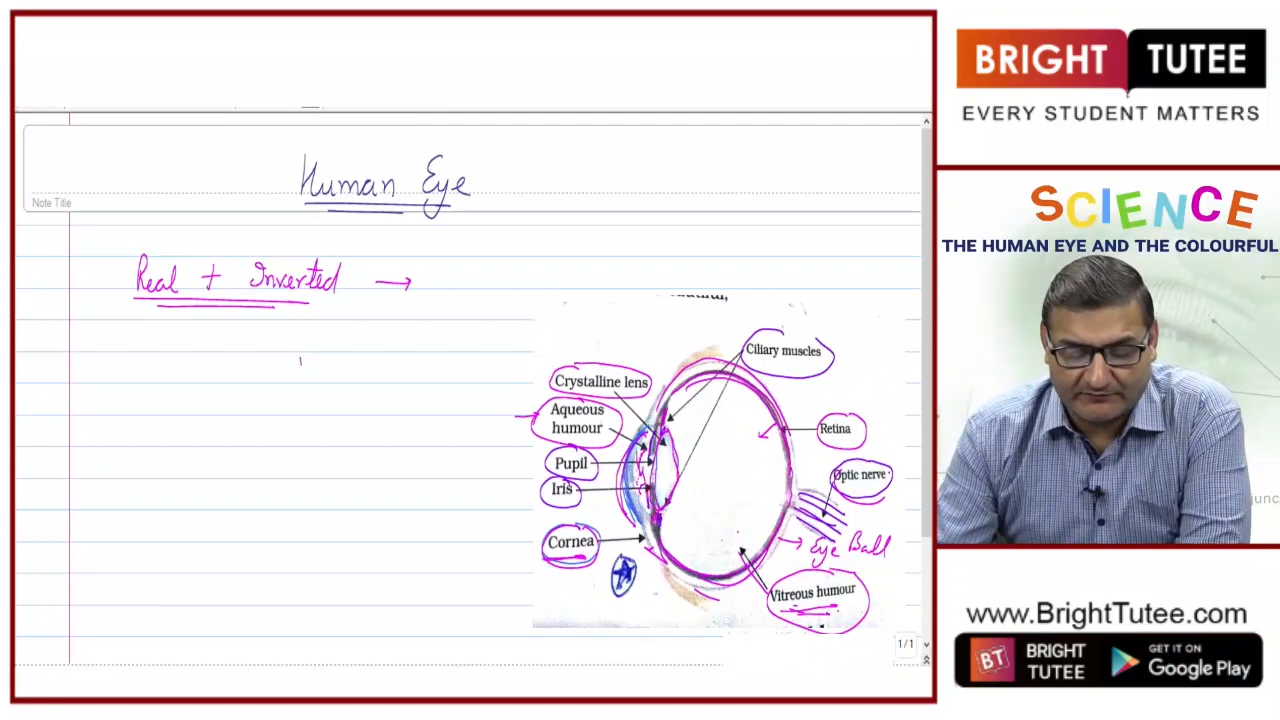 Human Eye
Note Title
Real + Inverted →
Ciliary muscles
Crystalline lens
Aqueous
humour
Retina
Pupil
Optic nerve
Iris
Cornea
→ Eye Ball
Vitreous humour
1/1
BRIGHT TUTEE
EVERY STUDENT MATTERS
SCIENCE
THE HUMAN EYE AND THE COLOURFUL
www.BrightTutee.com
BT
BRIGHT
TUTEE
GET IT ON
Google Play